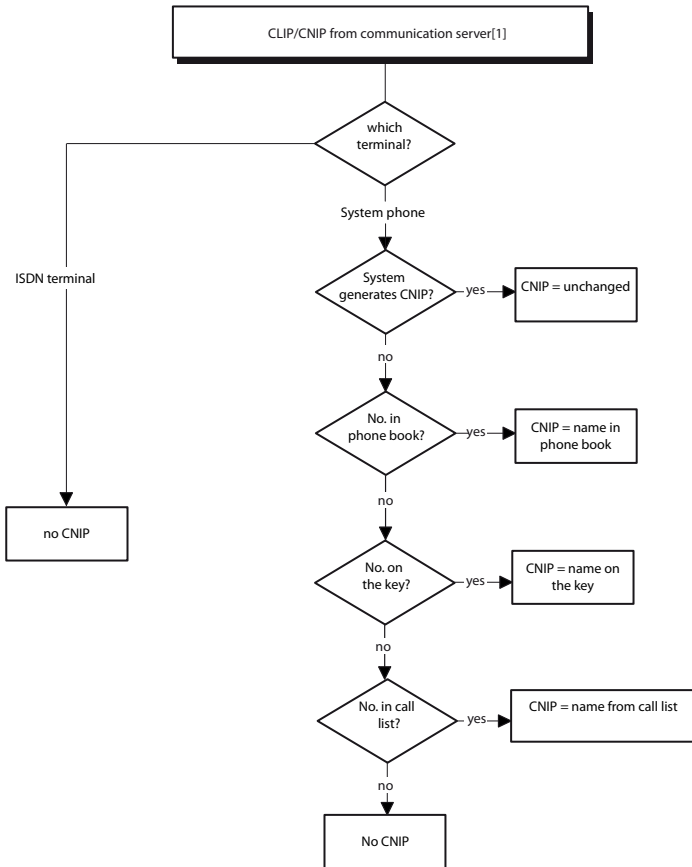 CLIP/CNIP from communication server[1]
which
terminal?
System phone
ISDN terminal
System
generates CNIP?
yes
CNIP = unchanged
no
No. in
phone book?
yes
CNIP = name in
phone book
no
no CNIP
No. on
the key?
yes
CNIP = name on
the key
no
No. in call
list?
yes
CNIP = name from call list
no
No CNIP